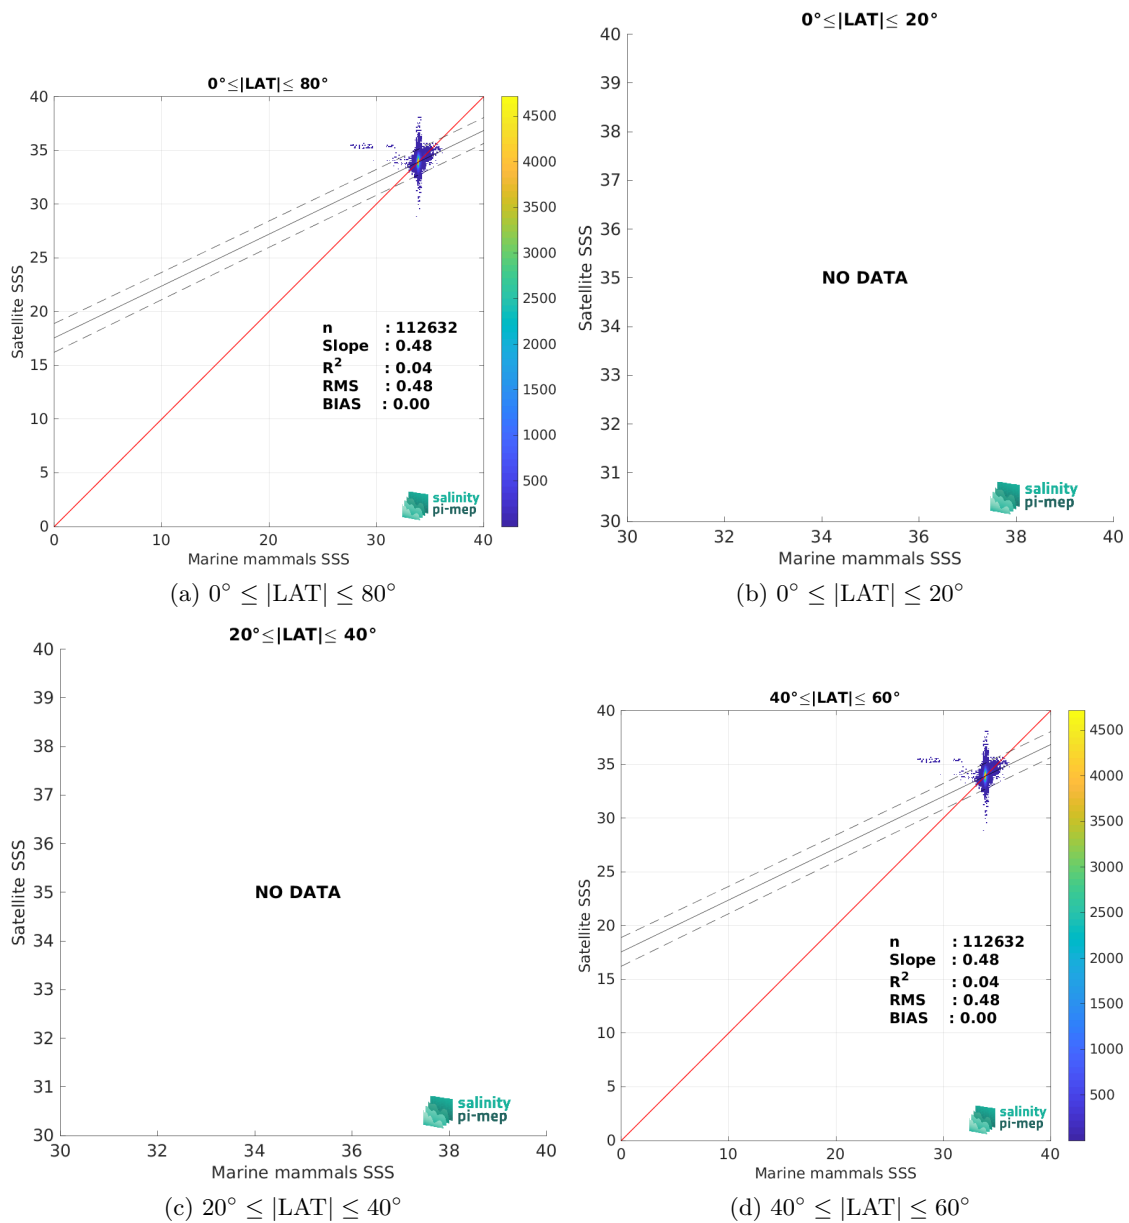 0°≤|LAT|≤ 80°
Satellite SSS
40
35
30
25
20
15
10
5
0
0 10 20 30 40
Marine mammals SSS
n : 112632
Slope : 0.48
R² : 0.04
RMS : 0.48
BIAS : 0.00
salinity
pi-mep
4500
4000
3500
3000
2500
2000
1500
1000
500
(a) 0° ≤ |LAT| ≤ 80°
0°≤|LAT|≤ 20°
Satellite SSS
40
39
38
37
36
35
34
33
32
31
30
NO DATA
salinity
pi-mep
30 32 34 36 38 40
Marine mammals SSS
(b) 0° ≤ |LAT| ≤ 20°
20°≤|LAT|≤ 40°
Satellite SSS
40
39
38
37
36
35
34
33
32
31
30
NO DATA
salinity
pi-mep
30 32 34 36 38 40
Marine mammals SSS
(c) 20° ≤ |LAT| ≤ 40°
40°≤|LAT|≤ 60°
Satellite SSS
40
35
30
25
20
15
10
5
0
0 10 20 30 40
Marine mammals SSS
n : 112632
Slope : 0.48
R² : 0.04
RMS : 0.48
BIAS : 0.00
salinity
pi-mep
4500
4000
3500
3000
2500
2000
1500
1000
500
(d) 40° ≤ |LAT| ≤ 60°